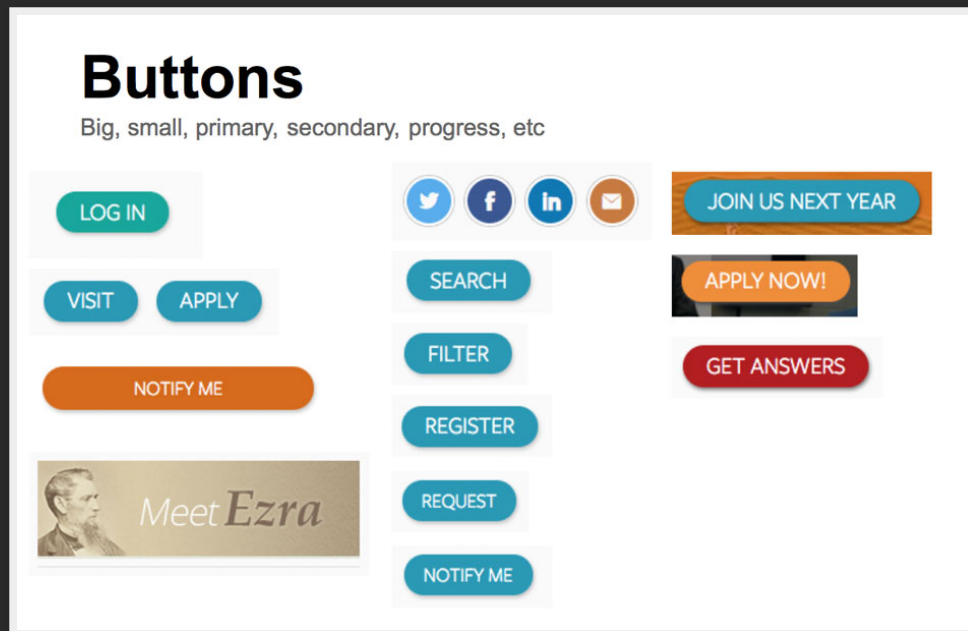 Buttons
Big, small, primary, secondary, progress, etc
LOG IN
VISIT
APPLY
NOTIFY ME
Meet Ezra
f
in
SEARCH
FILTER
REGISTER
REQUEST
NOTIFY ME
JOIN US NEXT YEAR
APPLY NOW!
GET ANSWERS